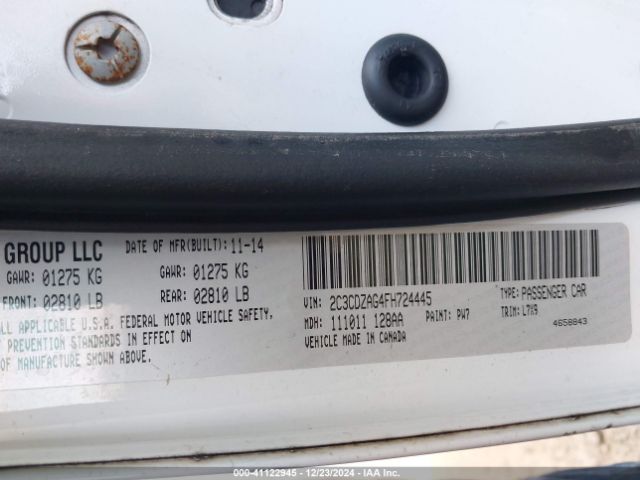 GROUP LLC
DATE OF MFR(BUILT): 11-14
GAWR: 01275 KG
GAWR: 01275 KG
FRONT: 02810 LB
REAR: 02810 LB
ALL APPLICABLE U.S.A. FEDERAL MOTOR VEHICLE SAFETY,
PREVENTION STANDARDS IN EFFECT ON
OF MANUFACTURE SHOWN ABOVE.
VIN: 2C3CDZAG4FH724445
TYPE: PASSENGER CAR
MDH: 111011 128AA
PAINT: PW7
TRIM: L7X9
VEHICLE MADE IN CANADA
4658843
000-41122945 - 12/23/2024 - IAA Inc.